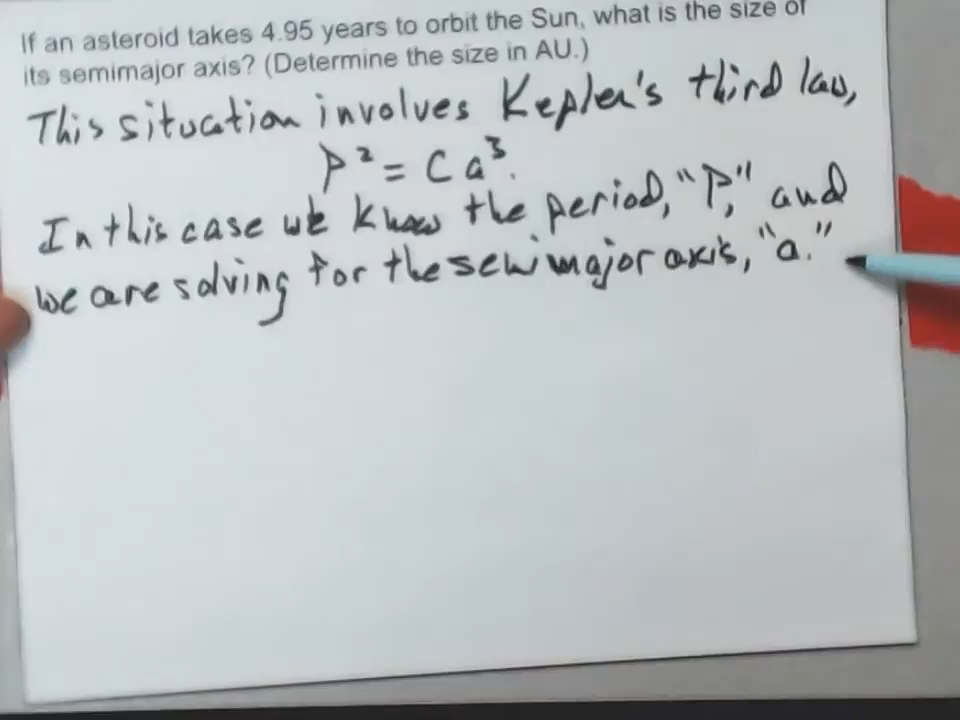 If an asteroid takes 4.95 years to orbit the Sun, what is the size of
its semimajor axis? (Determine the size in AU.)
This situation involves Kepler's third law,
P² = C a³.
In this case we know the period, "P," and
we are solving for the semimajor axis, "a."